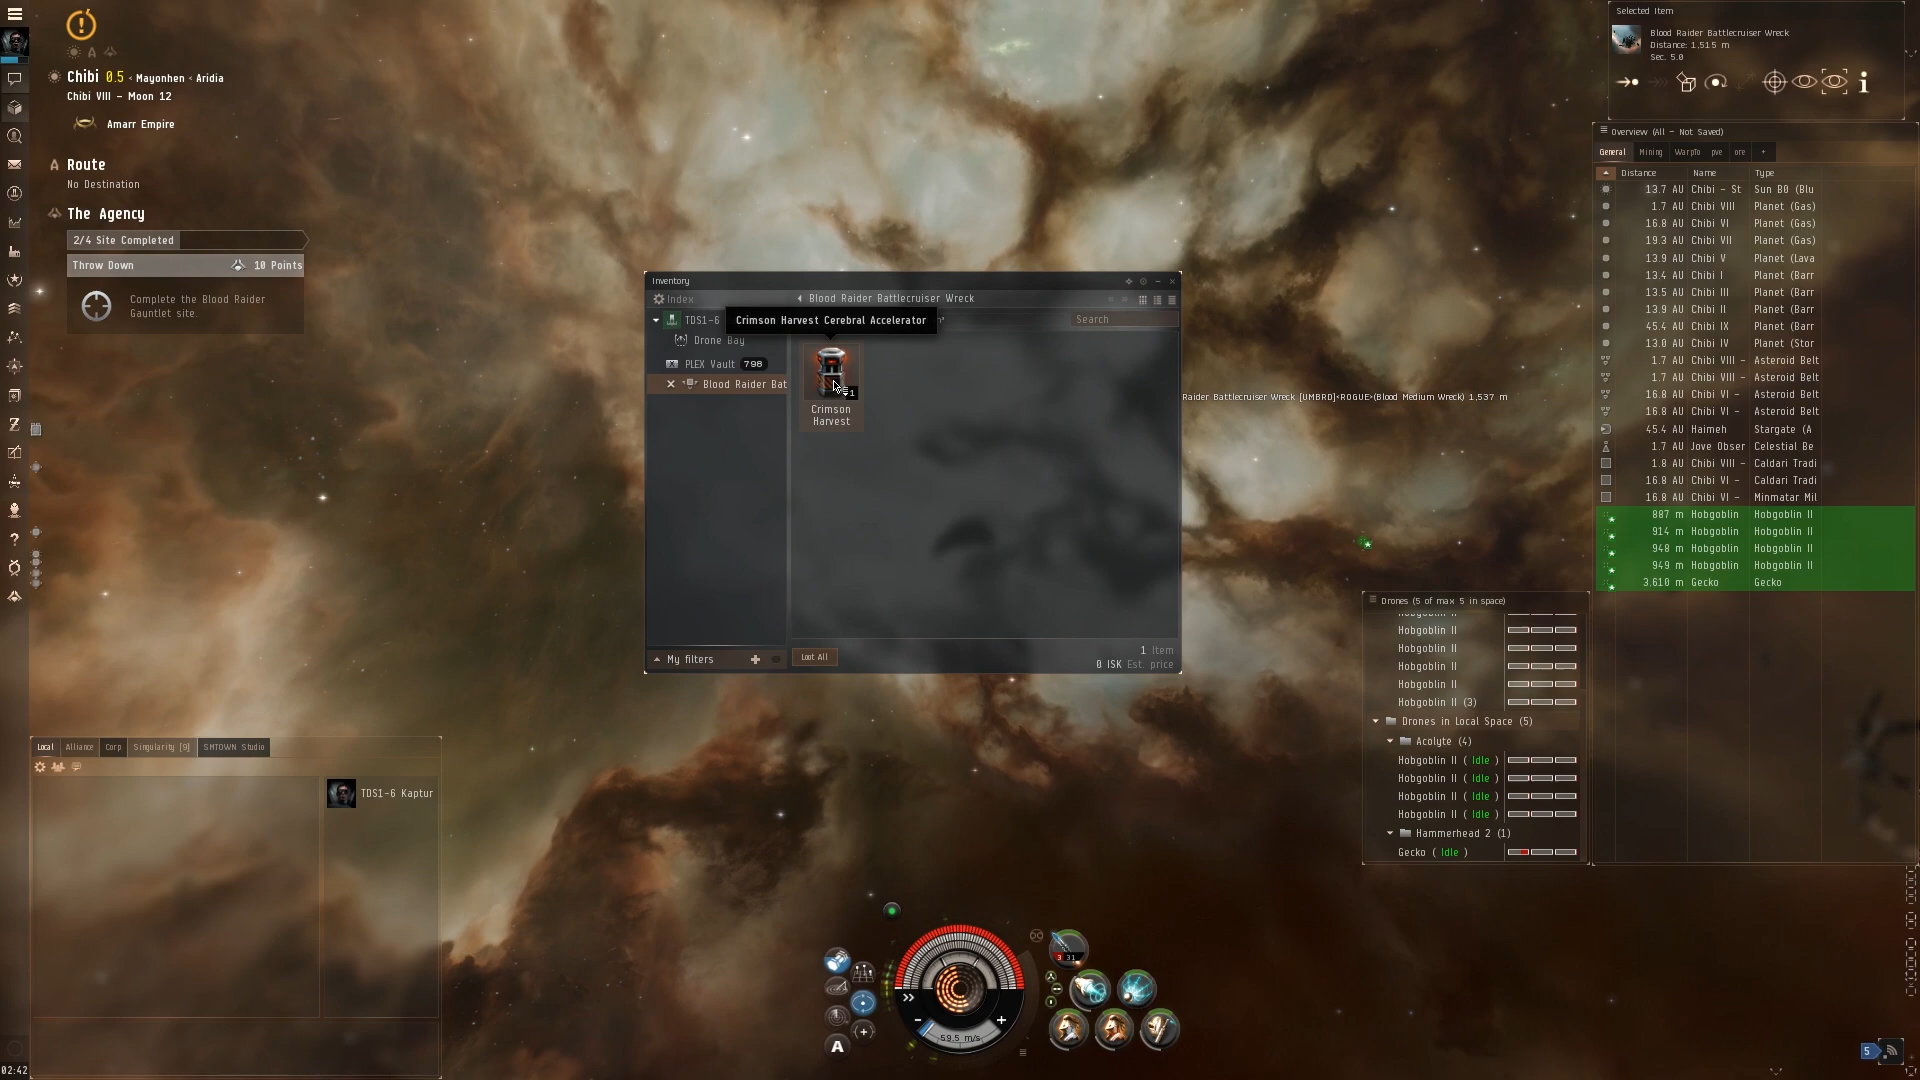 Chibi 0.5 < Mayonhen < Aridia
Chibi VIII - Moon 12
Amarr Empire
Route
No Destination
The Agency
2/4 Site Completed
Throw Down 10 Points
Complete the Blood Raider
Gauntlet site.
Selected Item
Blood Raider Battlecruiser Wreck
Distance: 1,515 m
Sec. 5.0
Overview (All - Not Saved)
General Mining WarpTo pve ore +
Distance Name Type
13.7 AU Chibi - St Sun B0 (Blu
1.7 AU Chibi VIII Planet (Gas)
16.8 AU Chibi VI Planet (Gas)
19.3 AU Chibi VII Planet (Gas)
13.9 AU Chibi V Planet (Lava
13.4 AU Chibi I Planet (Barr
13.5 AU Chibi III Planet (Barr
13.9 AU Chibi II Planet (Barr
45.4 AU Chibi IX Planet (Barr
13.0 AU Chibi IV Planet (Stor
1.7 AU Chibi VIII - Asteroid Belt
1.7 AU Chibi VIII - Asteroid Belt
16.8 AU Chibi VI - Asteroid Belt
16.8 AU Chibi VI - Asteroid Belt
45.4 AU Haimeh Stargate (A
1.7 AU Jove Obser Celestial Be
1.8 AU Chibi VIII - Caldari Tradi
16.8 AU Chibi VI - Caldari Tradi
16.8 AU Chibi VI - Minmatar Mil
887 m Hobgoblin Hobgoblin II
914 m Hobgoblin Hobgoblin II
948 m Hobgoblin Hobgoblin II
949 m Hobgoblin Hobgoblin II
3,610 m Gecko Gecko
Inventory
Index
Blood Raider Battlecruiser Wreck
TDS1-6
Crimson Harvest Cerebral Accelerator
Search
Drone Bay
PLEX Vault 798
Blood Raider Bat
1
Crimson
Harvest
My filters
Loot All
1 Item
0 ISK Est. price
Raider Battlecruiser Wreck [UMBRD]<ROGUE>(Blood Medium Wreck) 1,537 m
Drones (5 of max 5 in space)
Hobgoblin II
Hobgoblin II
Hobgoblin II
Hobgoblin II
Hobgoblin II
Hobgoblin II (3)
Drones in Local Space (5)
Acolyte (4)
Hobgoblin II ( Idle )
Hobgoblin II ( Idle )
Hobgoblin II ( Idle )
Hobgoblin II ( Idle )
Hammerhead 2 (1)
Gecko ( Idle )
Local Alliance Corp Singularity [9] SMTOWN Studio
TDS1-6 Kaptur
3 31
59.5 m/s
A
5
02:42